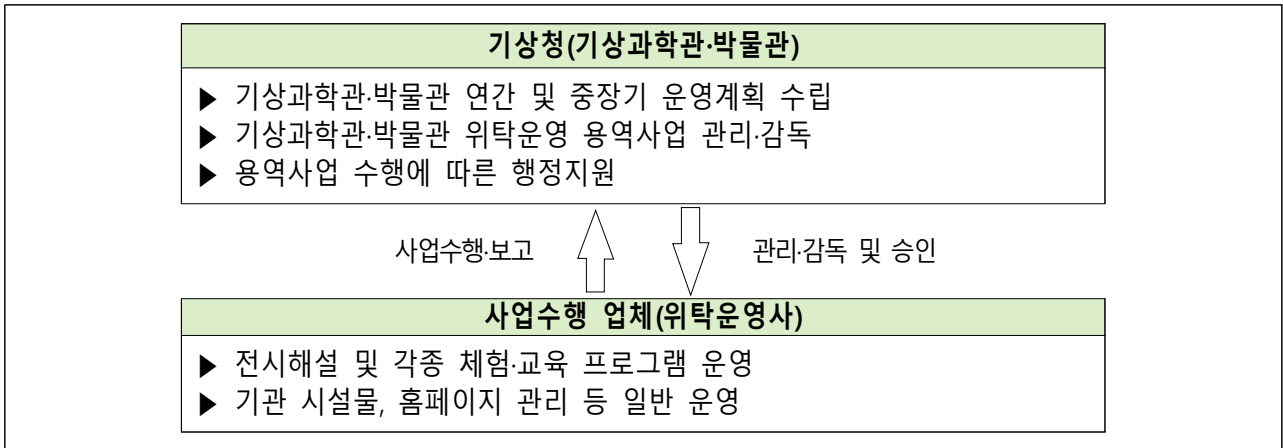 기상청(기상과학관·박물관)
▶ 기상과학관·박물관 연간 및 중장기 운영계획 수립
▶ 기상과학관·박물관 위탁운영 용역사업 관리·감독
▶ 용역사업 수행에 따른 행정지원
사업수행·보고 관리·감독 및 승인
사업수행 업체(위탁운영사)
▶ 전시해설 및 각종 체험·교육 프로그램 운영
▶ 기관 시설물, 홈페이지 관리 등 일반 운영